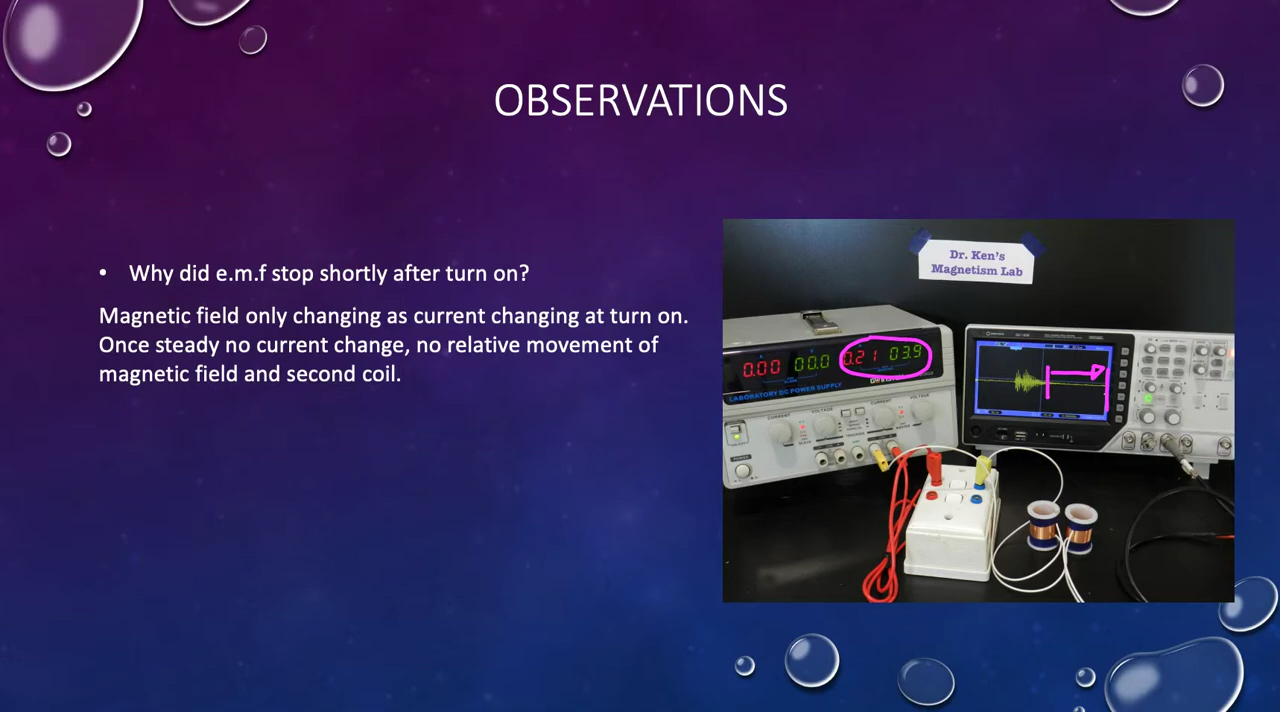 OBSERVATIONS
• Why did e.m.f stop shortly after turn on?
Magnetic field only changing as current changing at turn on.
Once steady no current change, no relative movement of
magnetic field and second coil.
Dr. Ken's
Magnetism Lab
0.00 00.0 0.21 03.9
LABORATORY DC POWER SUPPLY
CURRENT VOLTAGE CURRENT VOLTAGE
POWER